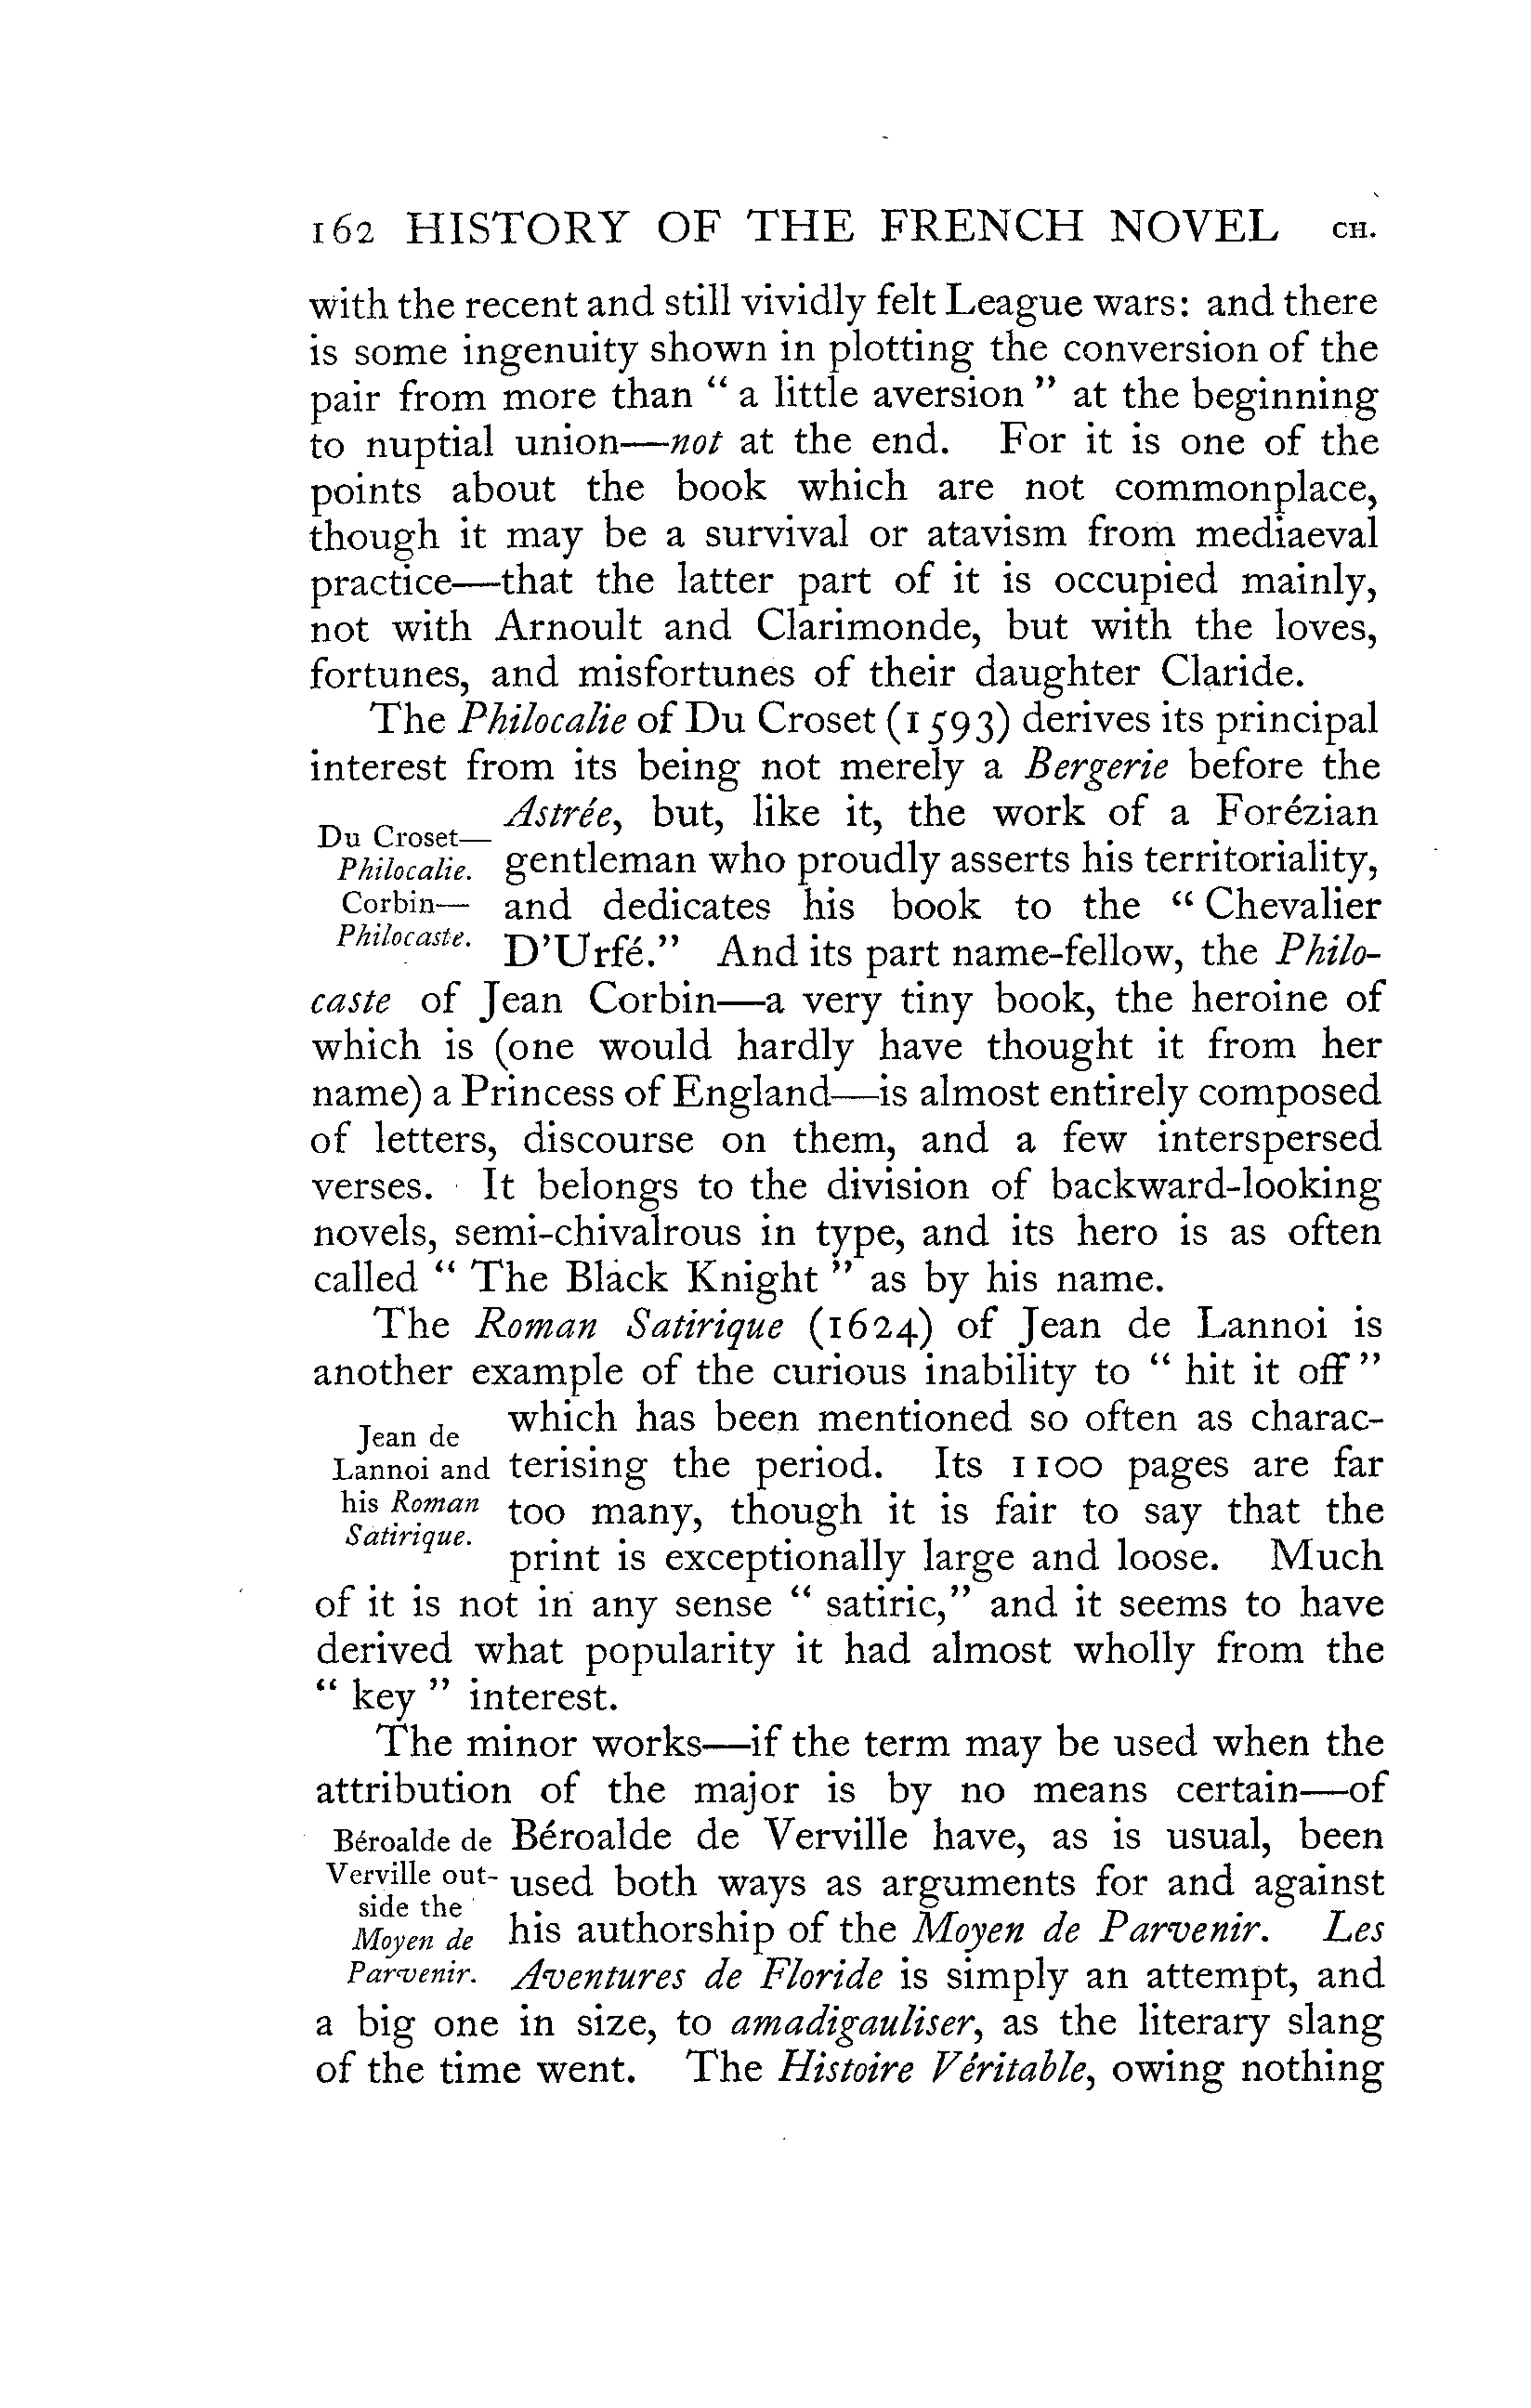 162 HISTORY OF THE FRENCH NOVEL CH.
with the recent and still vividly felt League wars: and there
is some ingenuity shown in plotting the conversion of the
pair from more than “ a little aversion ” at the beginning
to nuptial union—not at the end. For it is one of the
points about the book which are not commonplace,
though it may be a survival or atavism from mediaeval
practice—that the latter part of it is occupied mainly,
not with Arnoult and Clarimonde, but with the loves,
fortunes, and misfortunes of their daughter Claride.
The Philocalie of Du Croset (1593) derives its principal
interest from its being not merely a Bergerie before the
Astrée, but, like it, the work of a Forézian
gentleman who proudly asserts his territoriality,
and dedicates his book to the “ Chevalier
D’Urfé.” And its part name-fellow, the Philo-
Du Croset—
Philocalie.
Corbin—
Philocaste.
caste of Jean Corbin—a very tiny book, the heroine of
which is (one would hardly have thought it from her
name) a Princess of England—is almost entirely composed
of letters, discourse on them, and a few interspersed
verses. It belongs to the division of backward-looking
novels, semi-chivalrous in type, and its hero is as often
called “ The Black Knight ” as by his name.
The Roman Satirique (1624) of Jean de Lannoi is
another example of the curious inability to “ hit it off ”
which has been mentioned so often as charac-
terising the period. Its 1100 pages are far
too many, though it is fair to say that the
print is exceptionally large and loose. Much
Jean de
Lannoi and
his Roman
Satirique.
of it is not in any sense “ satiric,” and it seems to have
derived what popularity it had almost wholly from the
“ key ” interest.
The minor works—if the term may be used when the
attribution of the major is by no means certain—of
Béroalde de Verville have, as is usual, been
used both ways as arguments for and against
his authorship of the Moyen de Parvenir. Les
Aventures de Floride is simply an attempt, and
Béroalde de
Verville out-
side the
Moyen de
Parvenir.
a big one in size, to amadigauliser, as the literary slang
of the time went. The Histoire Véritable, owing nothing